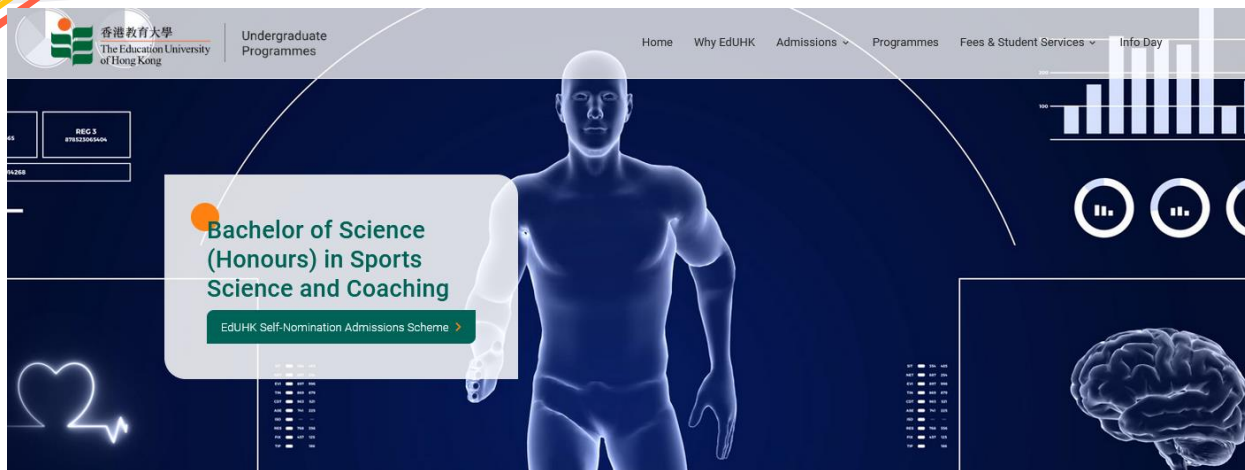 香港教育大學
The Education University
of Hong Kong
Undergraduate
Programmes
Home Why EdUHK Admissions Programmes Fees & Student Services Info Day
REG 3
878523065404
100
Bachelor of Science
(Honours) in Sports
Science and Coaching
EdUHK Self-Nomination Admissions Scheme